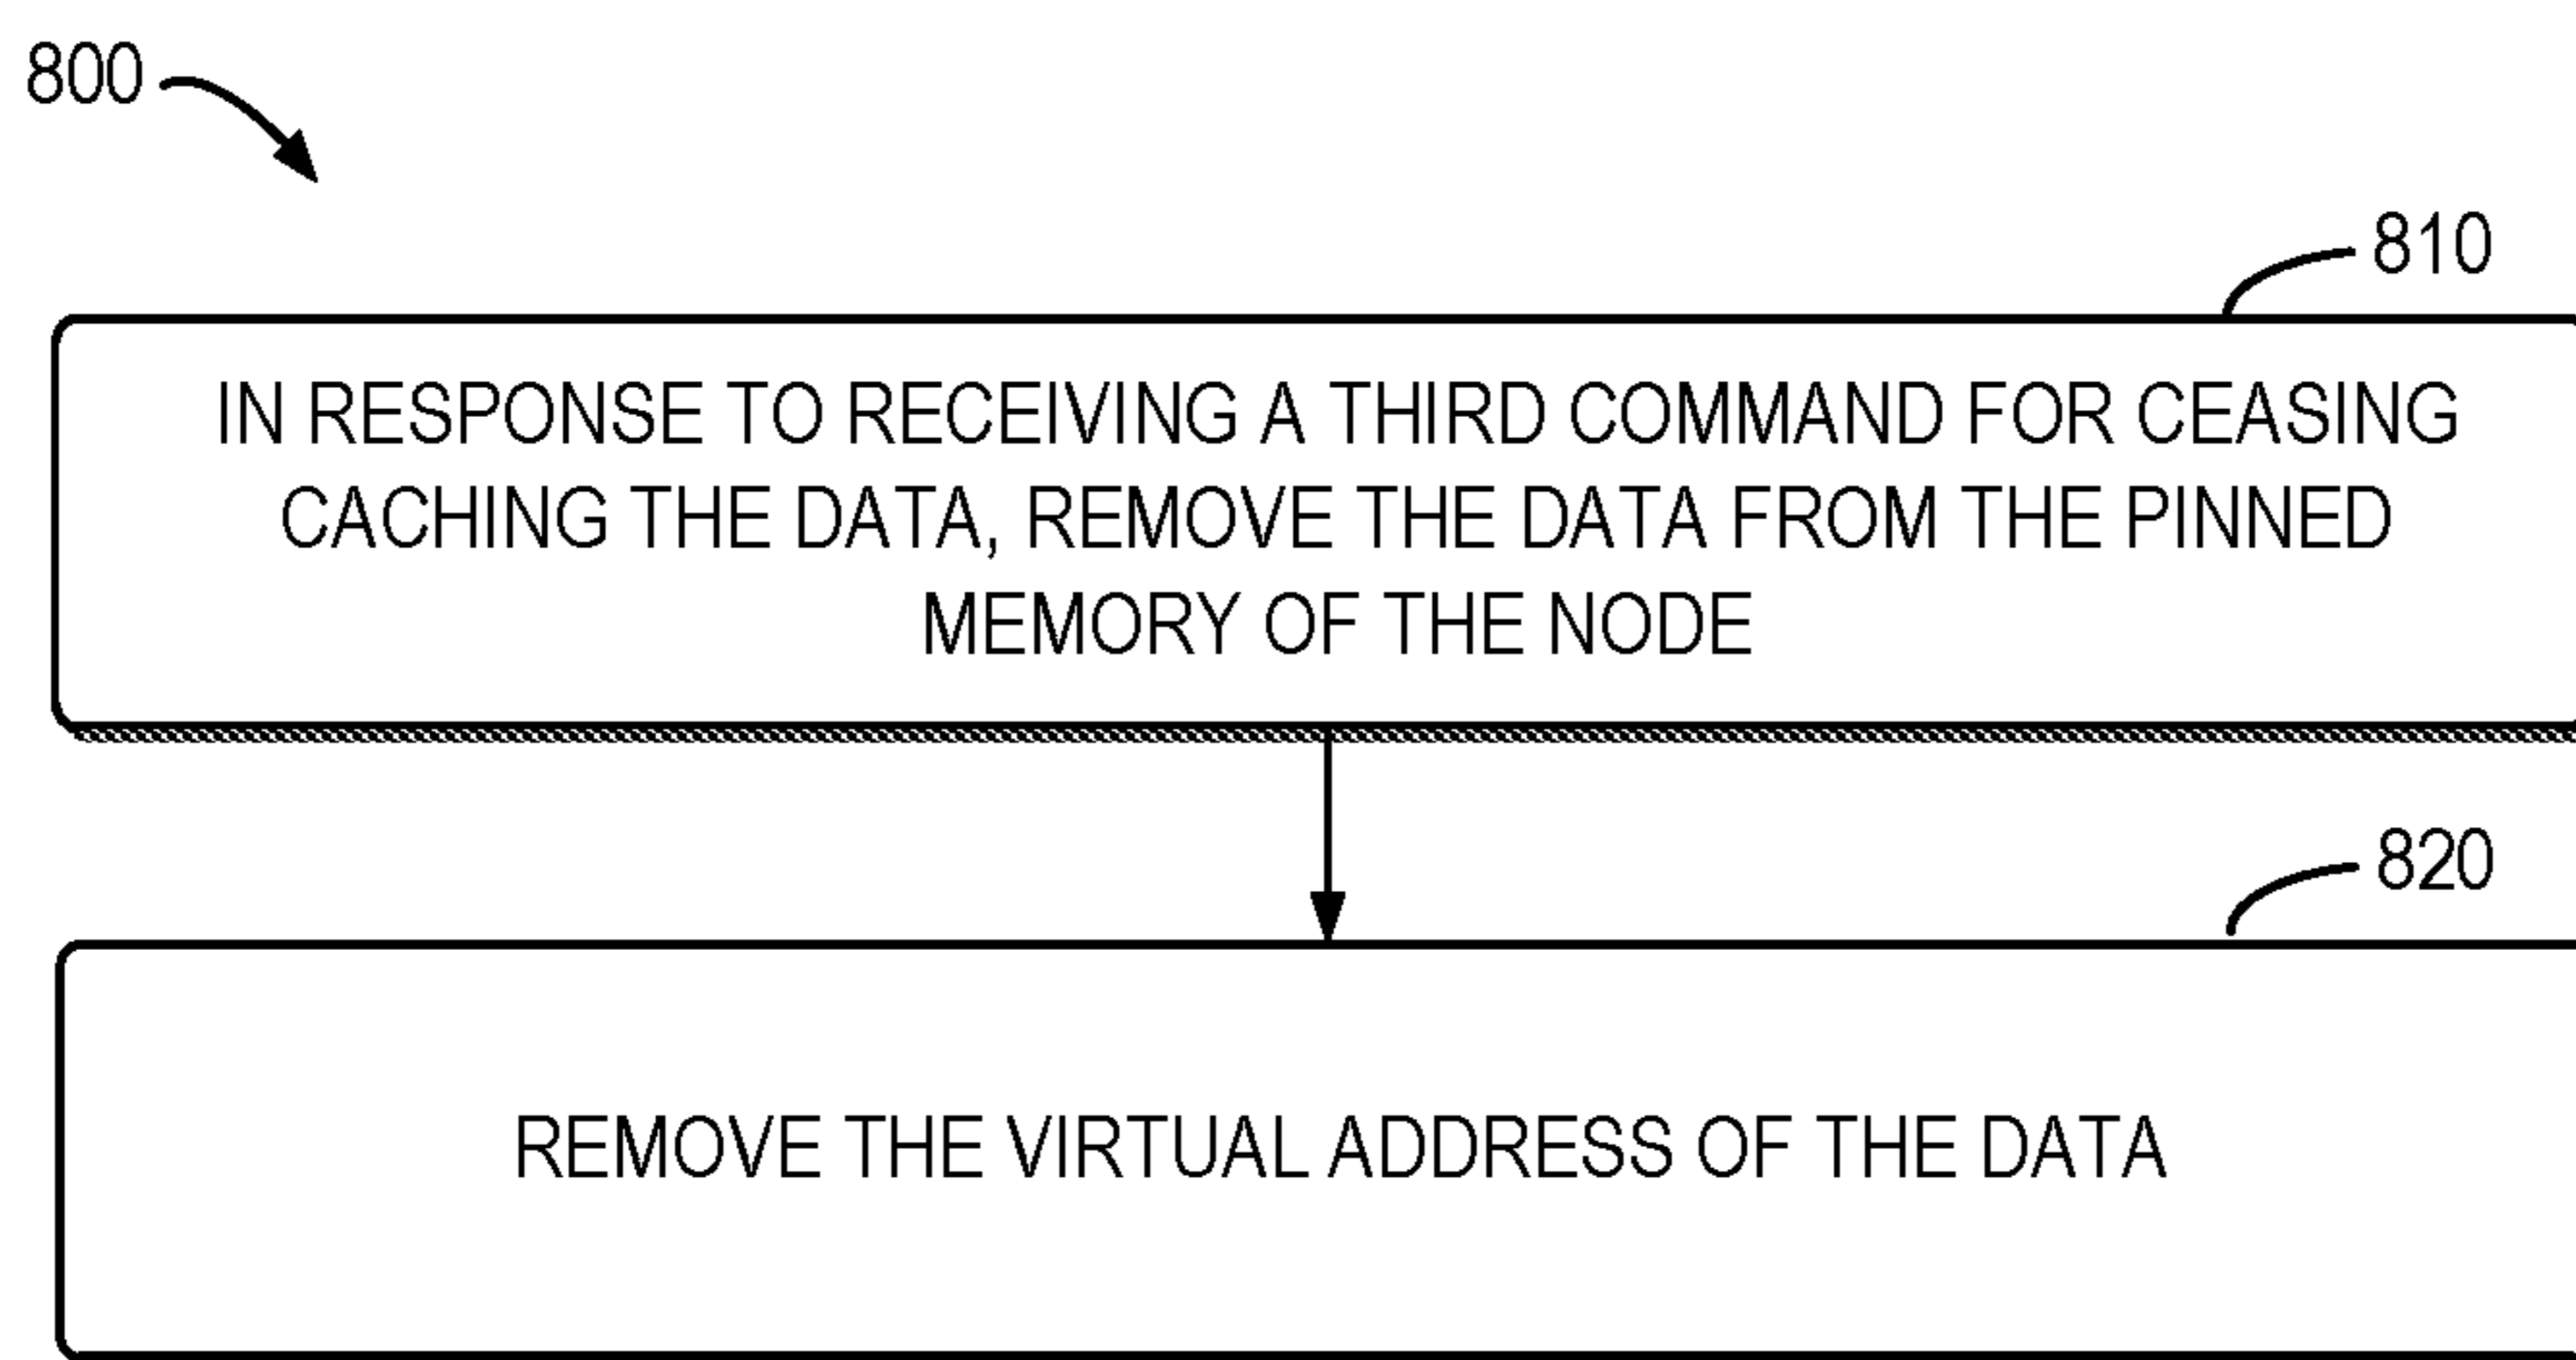 800
810
IN RESPONSE TO RECEIVING A THIRD COMMAND FOR CEASING
CACHING THE DATA, REMOVE THE DATA FROM THE PINNED
MEMORY OF THE NODE
820
REMOVE THE VIRTUAL ADDRESS OF THE DATA